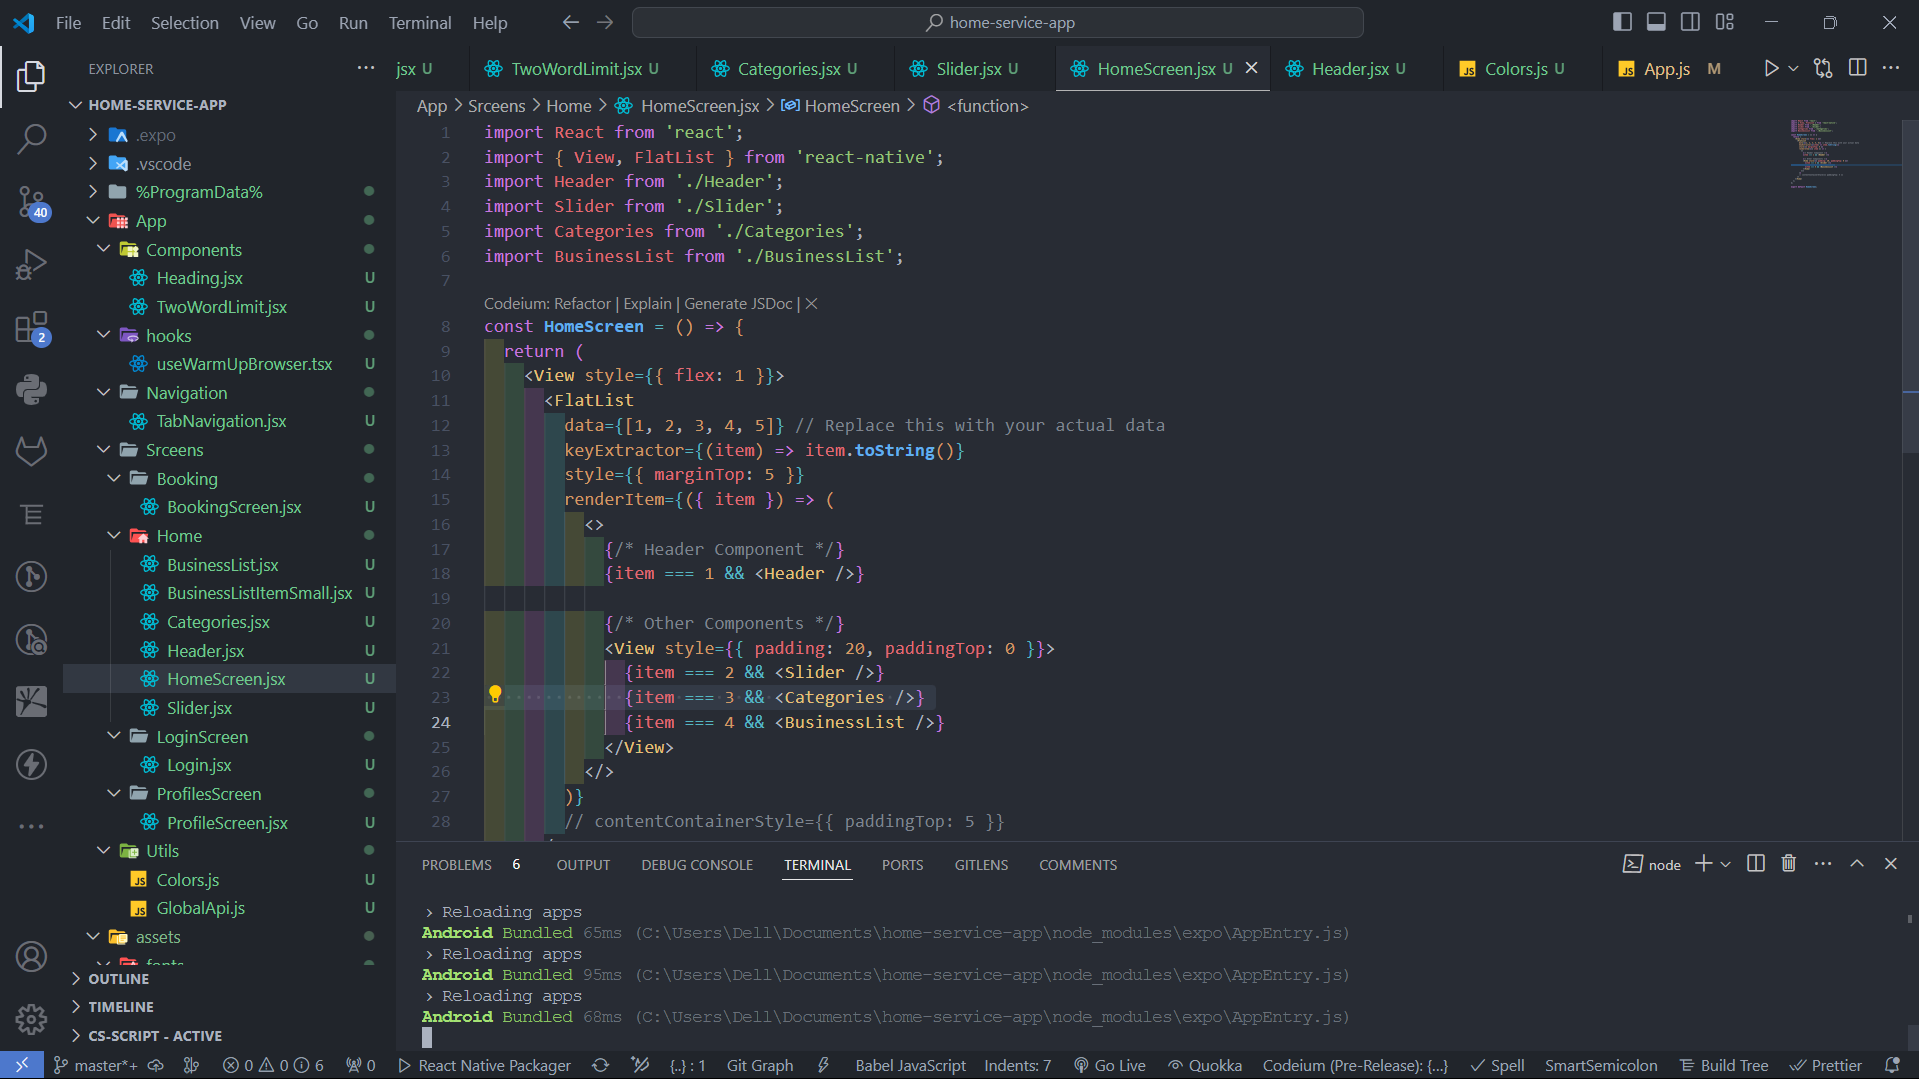 File Edit Selection View Go Run Terminal Help
home-service-app
EXPLORER
HOME-SERVICE-APP
.expo
.vscode
%ProgramData%
App
Components
Heading.jsx U
TwoWordLimit.jsx U
hooks
useWarmUpBrowser.tsx U
Navigation
TabNavigation.jsx U
Srceens
Booking
BookingScreen.jsx U
Home
BusinessList.jsx U
BusinessListItemSmall.jsx U
Categories.jsx U
Header.jsx U
HomeScreen.jsx U
Slider.jsx U
LoginScreen
Login.jsx U
ProfilesScreen
ProfileScreen.jsx U
Utils
Colors.js U
GlobalApi.js U
assets
fonts
OUTLINE
TIMELINE
CS-SCRIPT - ACTIVE
40
2
jsx U TwoWordLimit.jsx U Categories.jsx U Slider.jsx U HomeScreen.jsx U Header.jsx U Colors.js U App.js M
App > Srceens > Home > HomeScreen.jsx > HomeScreen > <function>
1 import React from 'react';
2 import { View, FlatList } from 'react-native';
3 import Header from './Header';
4 import Slider from './Slider';
5 import Categories from './Categories';
6 import BusinessList from './BusinessList';
7
Codeium: Refactor | Explain | Generate JSDoc | ✕
8 const HomeScreen = () => {
9 return (
10 <View style={{ flex: 1 }}>
11 <FlatList
12 data={[1, 2, 3, 4, 5]} // Replace this with your actual data
13 keyExtractor={(item) => item.toString()}
14 style={{ marginTop: 5 }}
15 renderItem={({ item }) => (
16 <>
17 {/* Header Component */}
18 {item === 1 && <Header />}
19
20 {/* Other Components */}
21 <View style={{ padding: 20, paddingTop: 0 }}>
22 {item === 2 && <Slider />}
23 {item === 3 && <Categories />}
24 {item === 4 && <BusinessList />}
25 </View>
26 </>
27 )}
28 // contentContainerStyle={{ paddingTop: 5 }}
PROBLEMS 6 OUTPUT DEBUG CONSOLE TERMINAL PORTS GITLENS COMMENTS
node
› Reloading apps
Android Bundled 65ms (C:\Users\Dell\Documents\home-service-app\node_modules\expo\AppEntry.js)
› Reloading apps
Android Bundled 95ms (C:\Users\Dell\Documents\home-service-app\node_modules\expo\AppEntry.js)
› Reloading apps
Android Bundled 68ms (C:\Users\Dell\Documents\home-service-app\node_modules\expo\AppEntry.js)
master*+ 0 0 6 0 React Native Packager {..} : 1 Git Graph Babel JavaScript Indents: 7 Go Live Quokka Codeium (Pre-Release): {...} Spell SmartSemicolon Build Tree Prettier